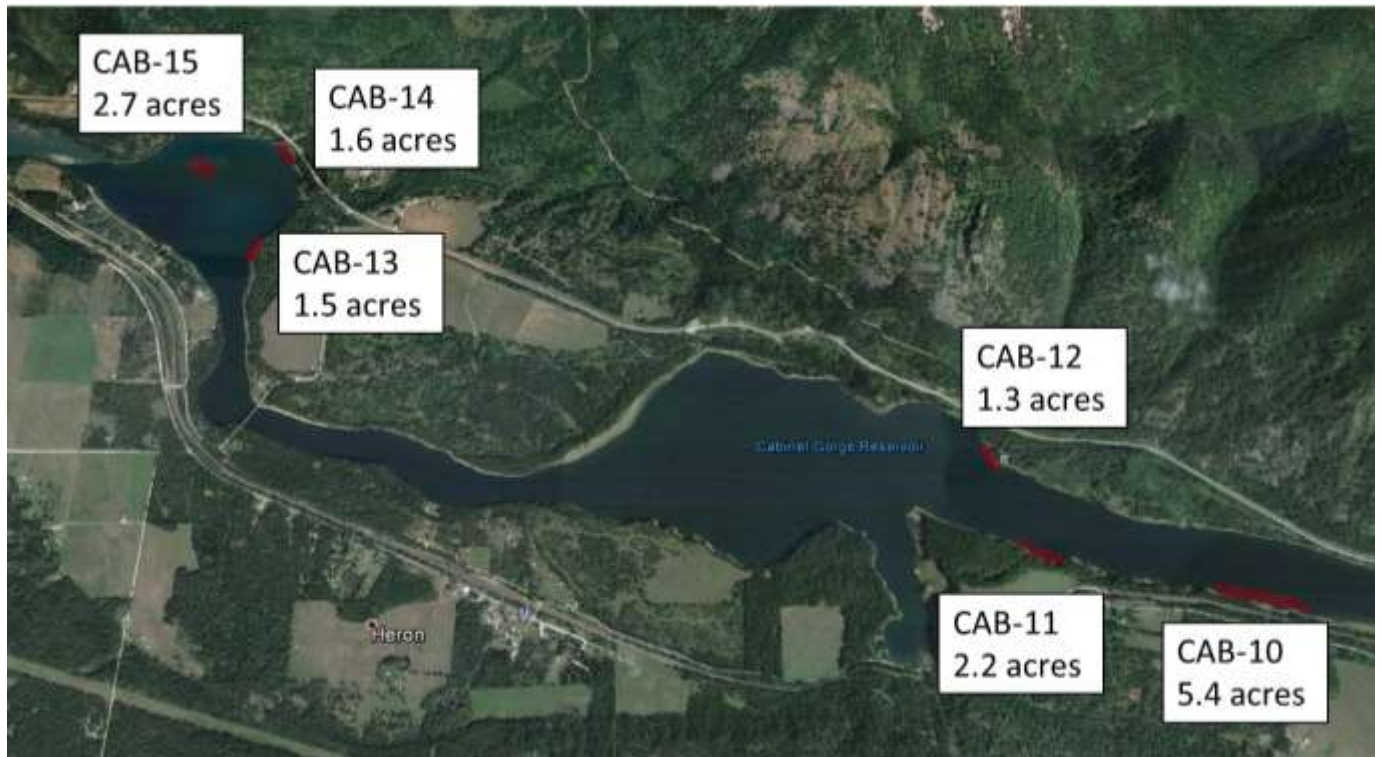 CAB-15
2.7 acres
CAB-14
1.6 acres
CAB-13
1.5 acres
CAB-12
1.3 acres
Cabinet Gorge Reservoir
Heron
CAB-11
2.2 acres
CAB-10
5.4 acres